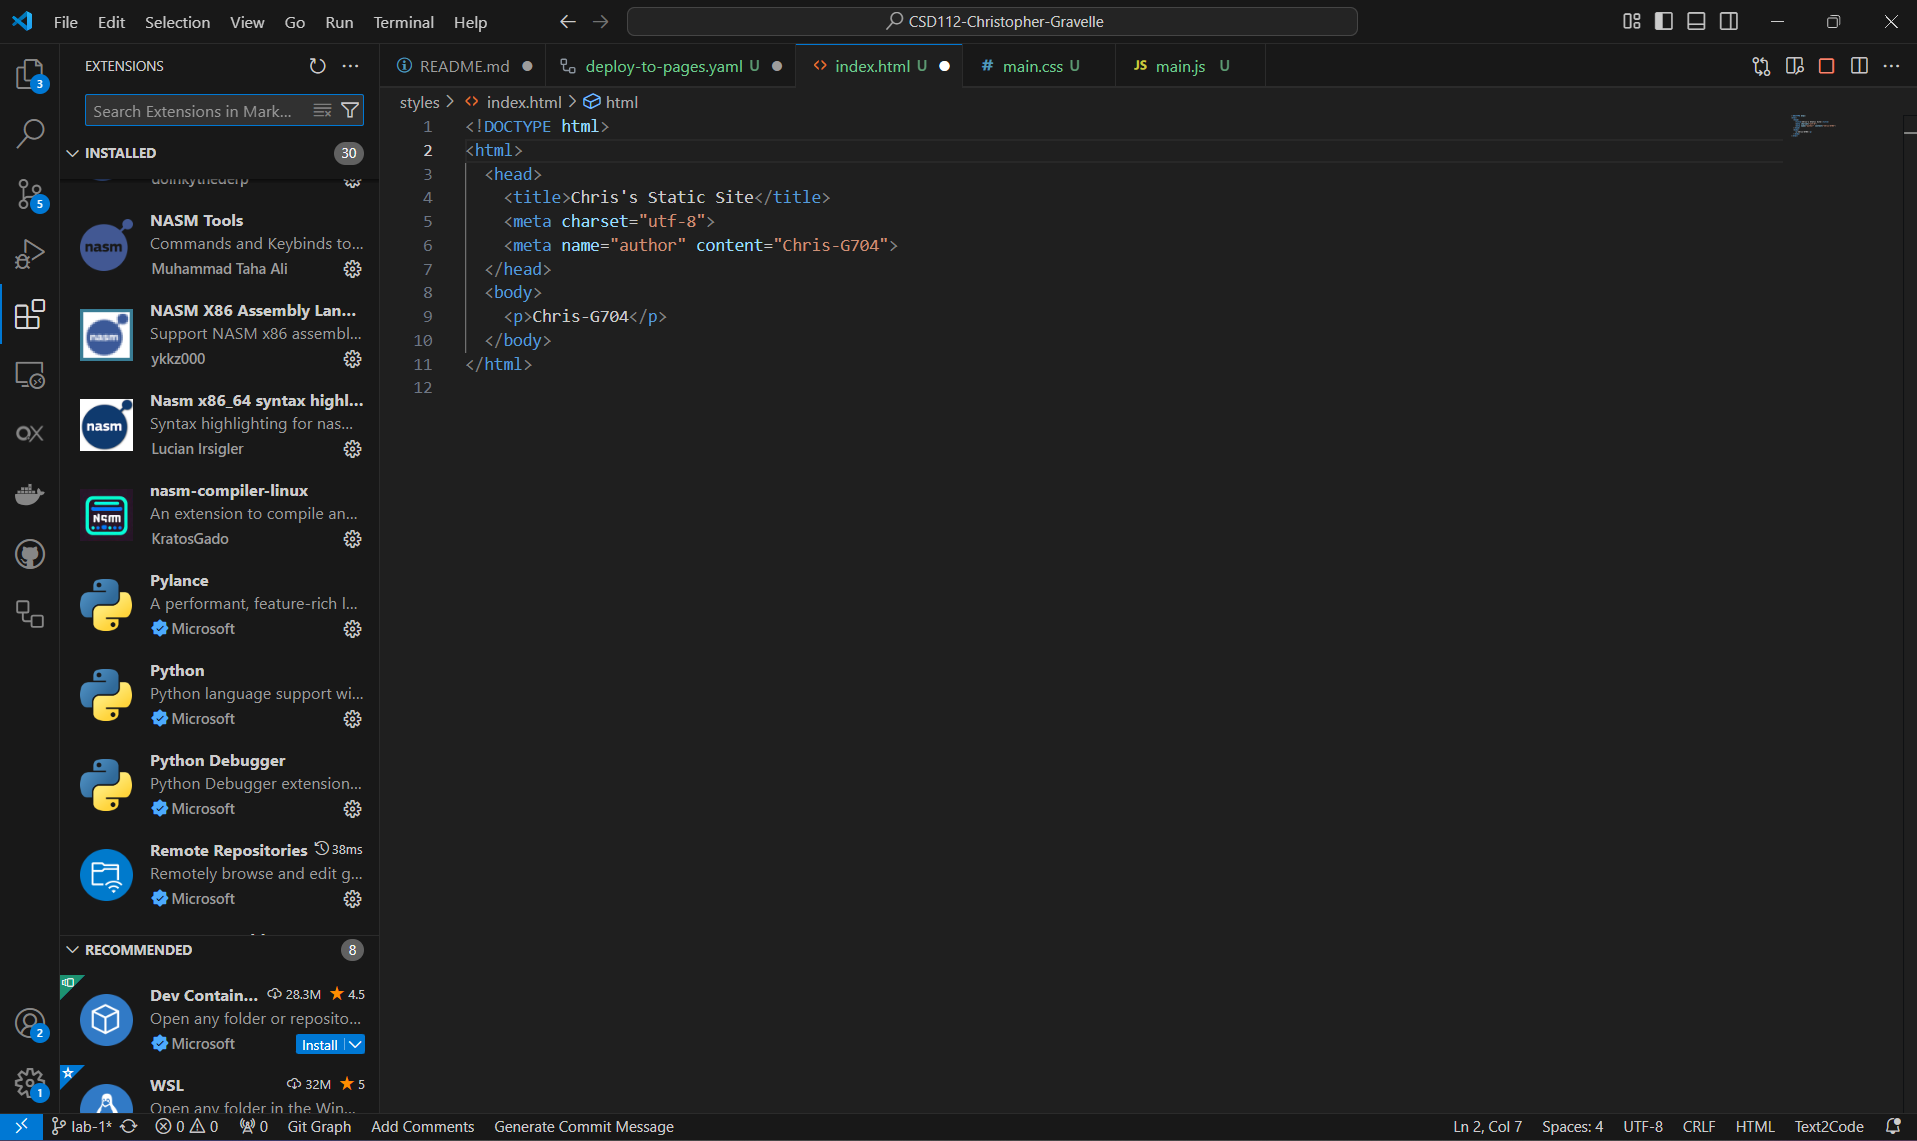 File Edit Selection View Go Run Terminal Help
CSD112-Christopher-Gravelle
EXTENSIONS
Search Extensions in Mark...
INSTALLED 30
doinkythederp
NASM Tools
Commands and Keybinds to...
Muhammad Taha Ali
NASM X86 Assembly Lan...
Support NASM x86 assembl...
ykkz000
Nasm x86_64 syntax highl...
Syntax highlighting for nas...
Lucian Irsigler
nasm-compiler-linux
An extension to compile an...
KratosGado
Pylance
A performant, feature-rich l...
Microsoft
Python
Python language support wi...
Microsoft
Python Debugger
Python Debugger extension...
Microsoft
Remote Repositories 38ms
Remotely browse and edit g...
Microsoft
RECOMMENDED 8
Dev Contain... 28.3M 4.5
Open any folder or reposito...
Microsoft Install
WSL 32M 5
Open any folder in the Win...
3
5
2
1
nasm
nasm
nasm
Nasm
README.md
deploy-to-pages.yaml U
index.html U
# main.css U
JS main.js U
styles > <> index.html > html
1 <!DOCTYPE html>
2 <html>
3 <head>
4 <title>Chris's Static Site</title>
5 <meta charset="utf-8">
6 <meta name="author" content="Chris-G704">
7 </head>
8 <body>
9 <p>Chris-G704</p>
10 </body>
11 </html>
12
lab-1* 0 0 0 Git Graph Add Comments Generate Commit Message
Ln 2, Col 7 Spaces: 4 UTF-8 CRLF HTML Text2Code